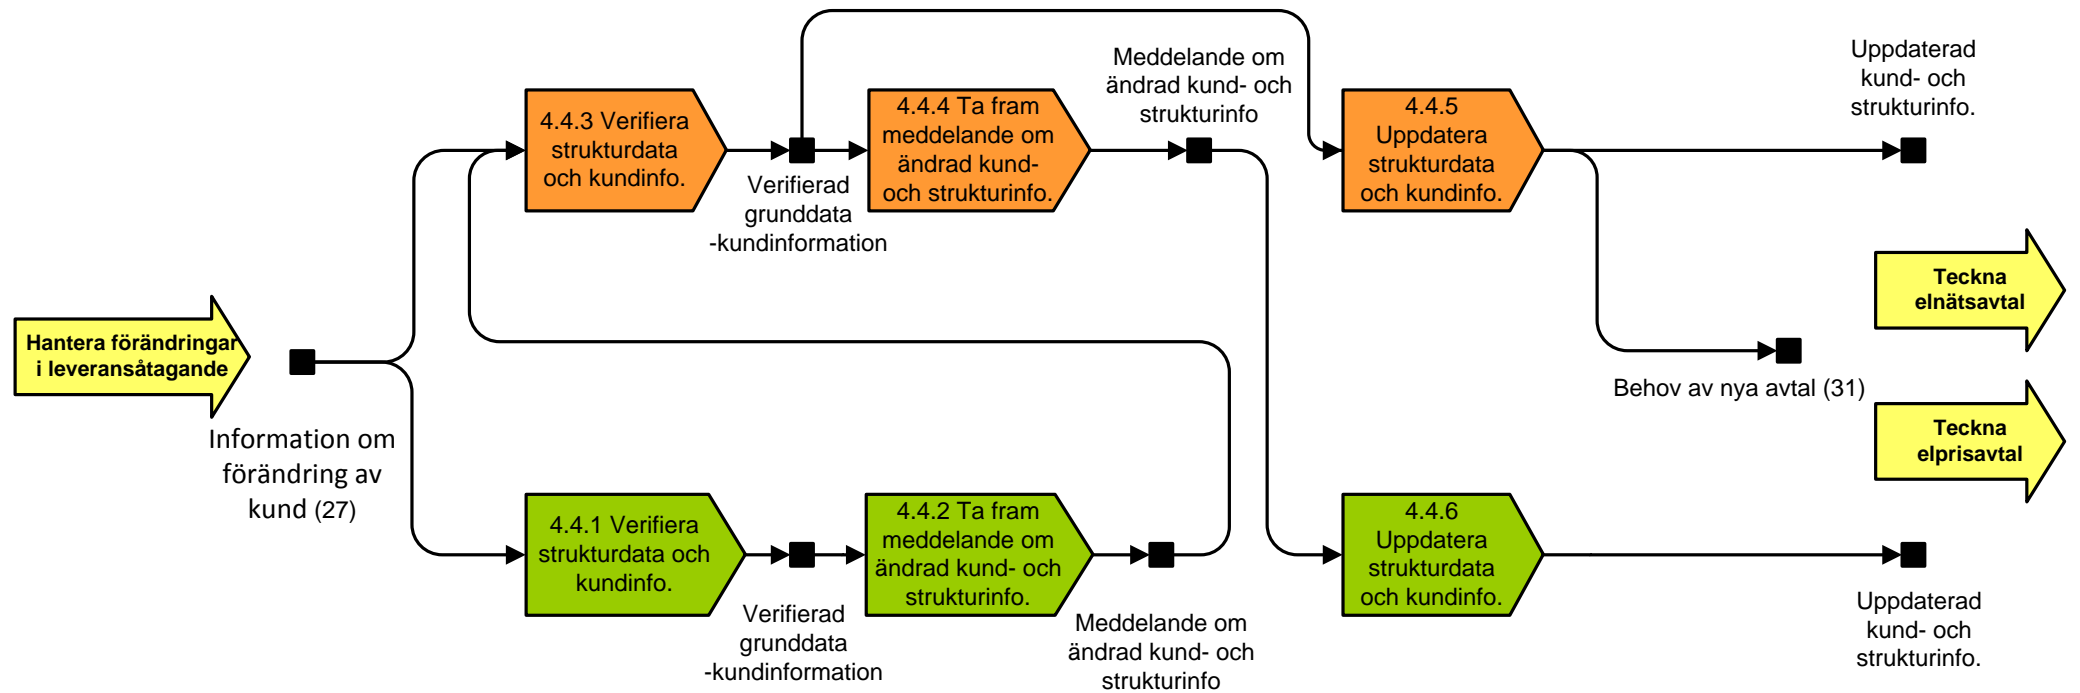 Hantera förändringar
i leveransåtagande
Information om
förändring av
kund (27)
4.4.3 Verifiera
strukturdata
och kundinfo.
Verifierad
grunddata
-kundinformation
4.4.4 Ta fram
meddelande om
ändrad kund-
och strukturinfo.
Meddelande om
ändrad kund- och
strukturinfo
4.4.5
Uppdatera
strukturdata
och kundinfo.
Uppdaterad
kund- och
strukturinfo.
Teckna
elnätsavtal
Behov av nya avtal (31)
Teckna
elprisavtal
4.4.1 Verifiera
strukturdata och
kundinfo.
Verifierad
grunddata
-kundinformation
4.4.2 Ta fram
meddelande om
ändrad kund- och
strukturinfo.
Meddelande om
ändrad kund- och
strukturinfo
4.4.6
Uppdatera
strukturdata
och kundinfo.
Uppdaterad
kund- och
strukturinfo.